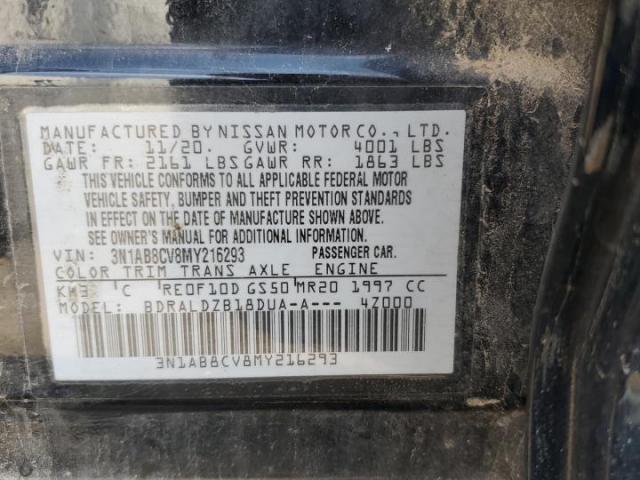 MANUFACTURED BY NISSAN MOTOR CO., LTD.
DATE: 11/20. GVWR: 4001 LBS
GAWR FR: 2161 LBS GAWR RR: 1863 LBS
THIS VEHICLE CONFORMS TO ALL APPLICABLE FEDERAL MOTOR
VEHICLE SAFETY, BUMPER AND THEFT PREVENTION STANDARDS
IN EFFECT ON THE DATE OF MANUFACTURE SHOWN ABOVE.
SEE OWNER'S MANUAL FOR ADDITIONAL INFORMATION.
VIN: 3N1AB8CV8MY216293 PASSENGER CAR.
COLOR TRIM TRANS AXLE ENGINE
C RE0F10D GS50 MR20 1997 CC
MODEL: BDRALDZB18DUA-A--- 4Z000
3N1AB8CV8MY216293